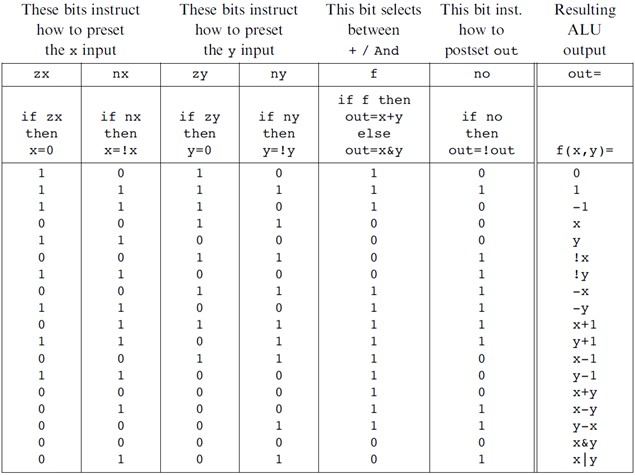 These bits instruct how to preset the x input | These bits instruct how to preset the y input | This bit selects between + / And | This bit inst. how to postset out | Resulting ALU output
zx | nx | zy | ny | f | no | out=
if zx then x=0 | if nx then x=!x | if zy then y=0 | if ny then y=!y | if f then out=x+y else out=x&y | if no then out=!out | f(x,y)=
1 0 1 0 1 0 0
1 1 1 1 1 1 1
1 1 1 0 1 0 -1
0 0 1 1 0 0 x
1 1 0 0 0 0 y
0 0 1 1 0 1 !x
1 1 0 0 0 1 !y
0 0 1 1 1 1 -x
1 1 0 0 1 1 -y
0 1 1 1 1 1 x+1
1 1 0 1 1 1 y+1
0 0 1 1 1 0 x-1
1 1 0 0 1 0 y-1
0 0 0 0 1 0 x+y
0 1 0 0 1 1 x-y
0 0 0 1 1 1 y-x
0 0 0 0 0 0 x&y
0 1 0 1 0 1 x|y